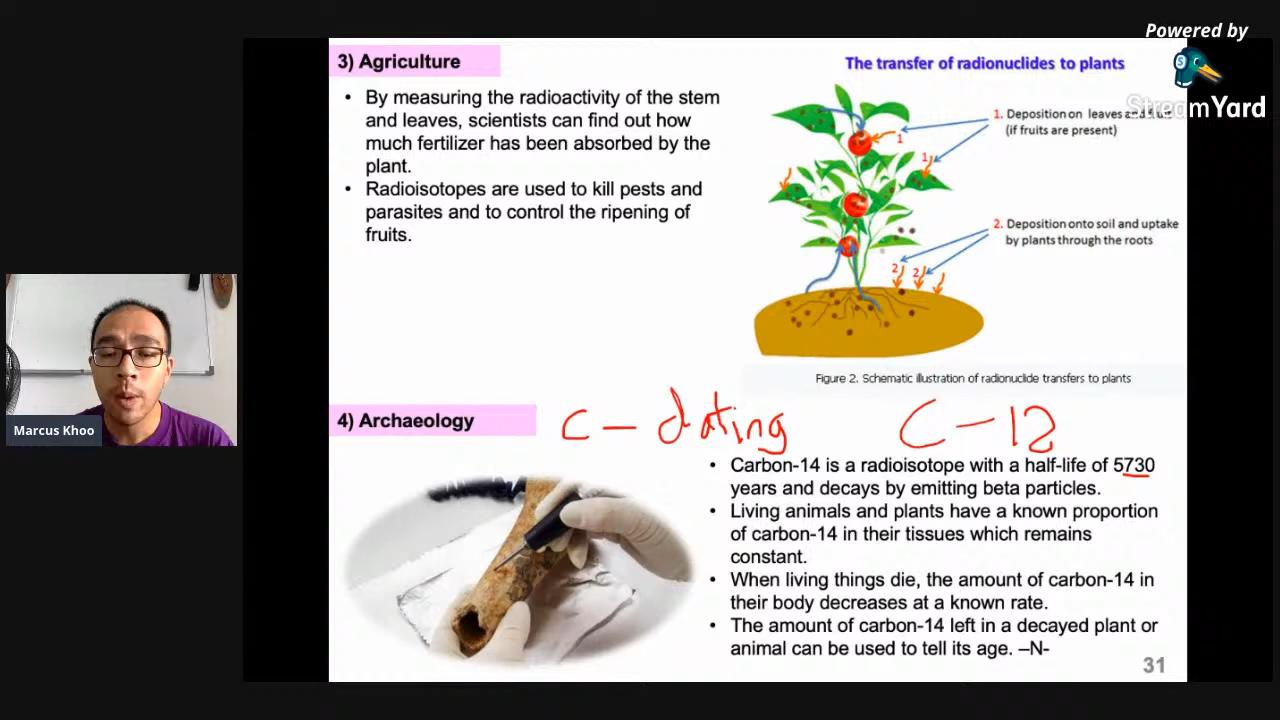 Powered by
StreamYard
3) Agriculture
• By measuring the radioactivity of the stem
and leaves, scientists can find out how
much fertilizer has been absorbed by the
plant.
• Radioisotopes are used to kill pests and
parasites and to control the ripening of
fruits.
The transfer of radionuclides to plants
1. Deposition on leaves and
(if fruits are present)
1
1
2. Deposition onto soil and uptake
by plants through the roots
2 2
Figure 2. Schematic illustration of radionuclide transfers to plants
4) Archaeology
C - dating
C-12
• Carbon-14 is a radioisotope with a half-life of 5730
years and decays by emitting beta particles.
• Living animals and plants have a known proportion
of carbon-14 in their tissues which remains
constant.
• When living things die, the amount of carbon-14 in
their body decreases at a known rate.
• The amount of carbon-14 left in a decayed plant or
animal can be used to tell its age. –N-
31
Marcus Khoo